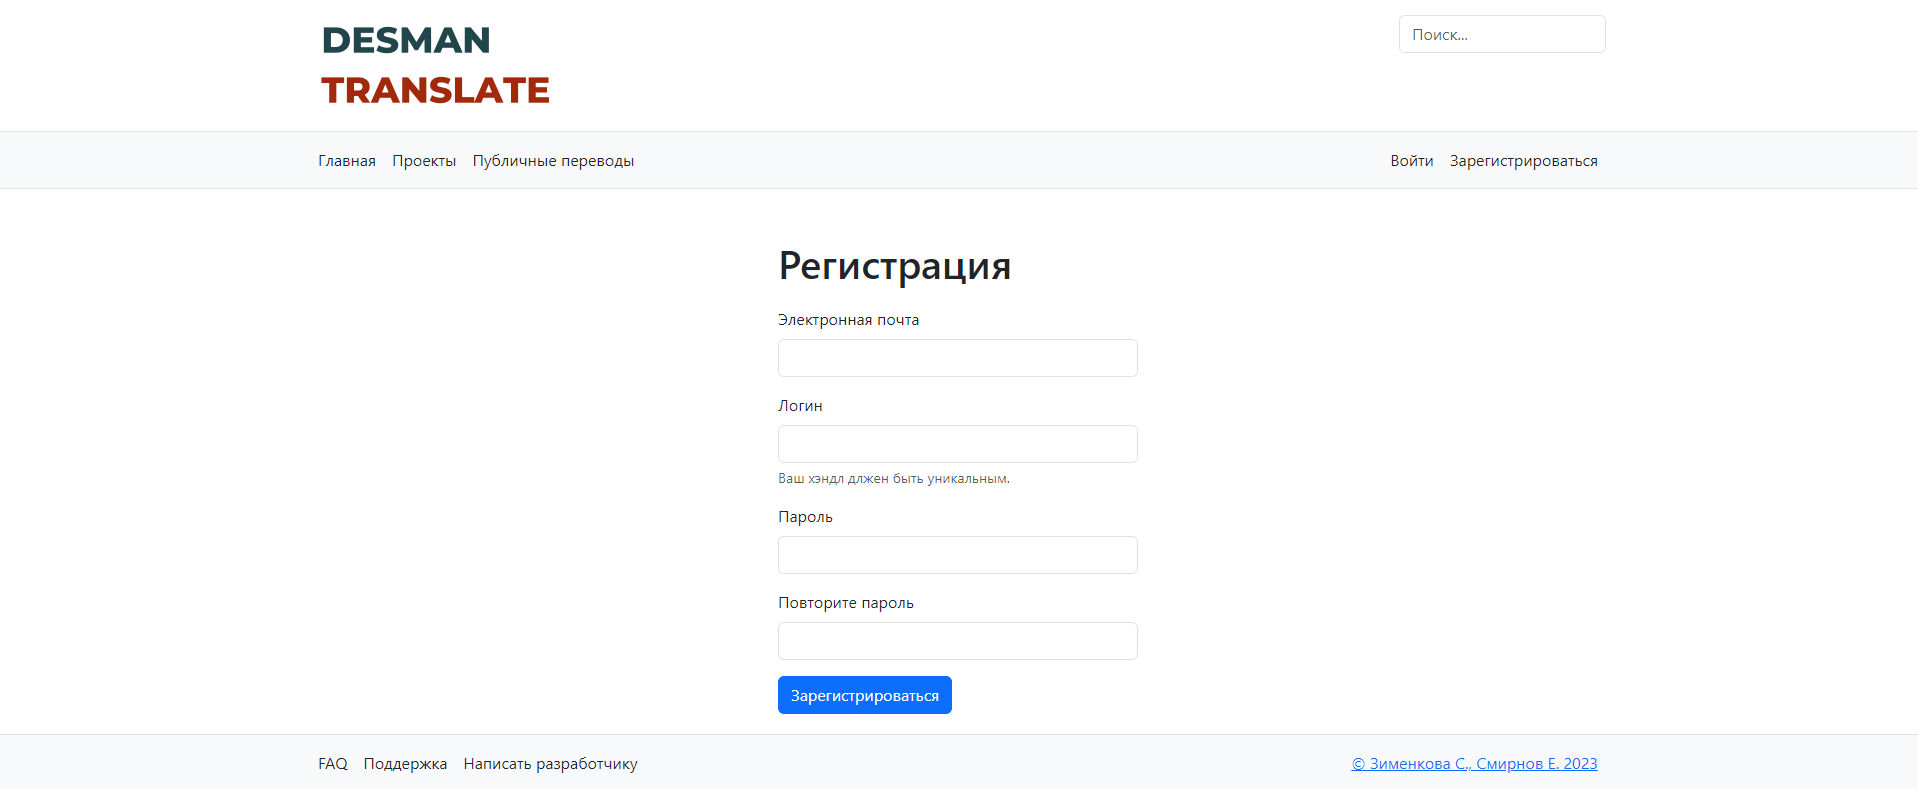 DESMAN
TRANSLATE
Поиск...
Главная Проекты Публичные переводы Войти Зарегистрироваться
Регистрация
Электронная почта
Логин
Ваш хэндл длжен быть уникальным.
Пароль
Повторите пароль
Зарегистрироваться
FAQ Поддержка Написать разработчику © Зименкова С., Смирнов Е. 2023